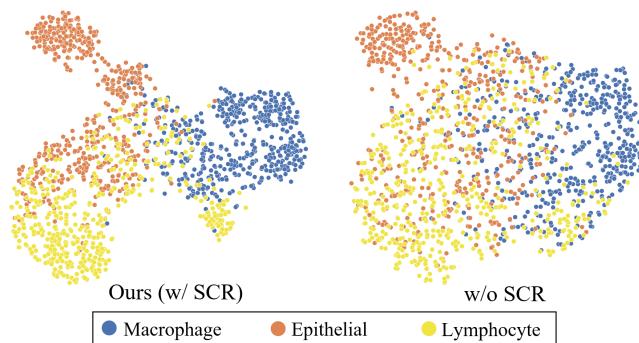 Ours (w/ SCR)
w/o SCR
Macrophage
Epithelial
Lymphocyte